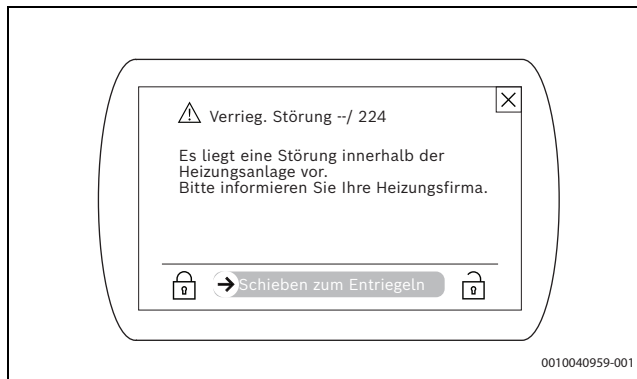 Verrieg. Störung --/ 224
Es liegt eine Störung innerhalb der
Heizungsanlage vor.
Bitte informieren Sie Ihre Heizungsfirma.
Schieben zum Entriegeln
0010040959-001